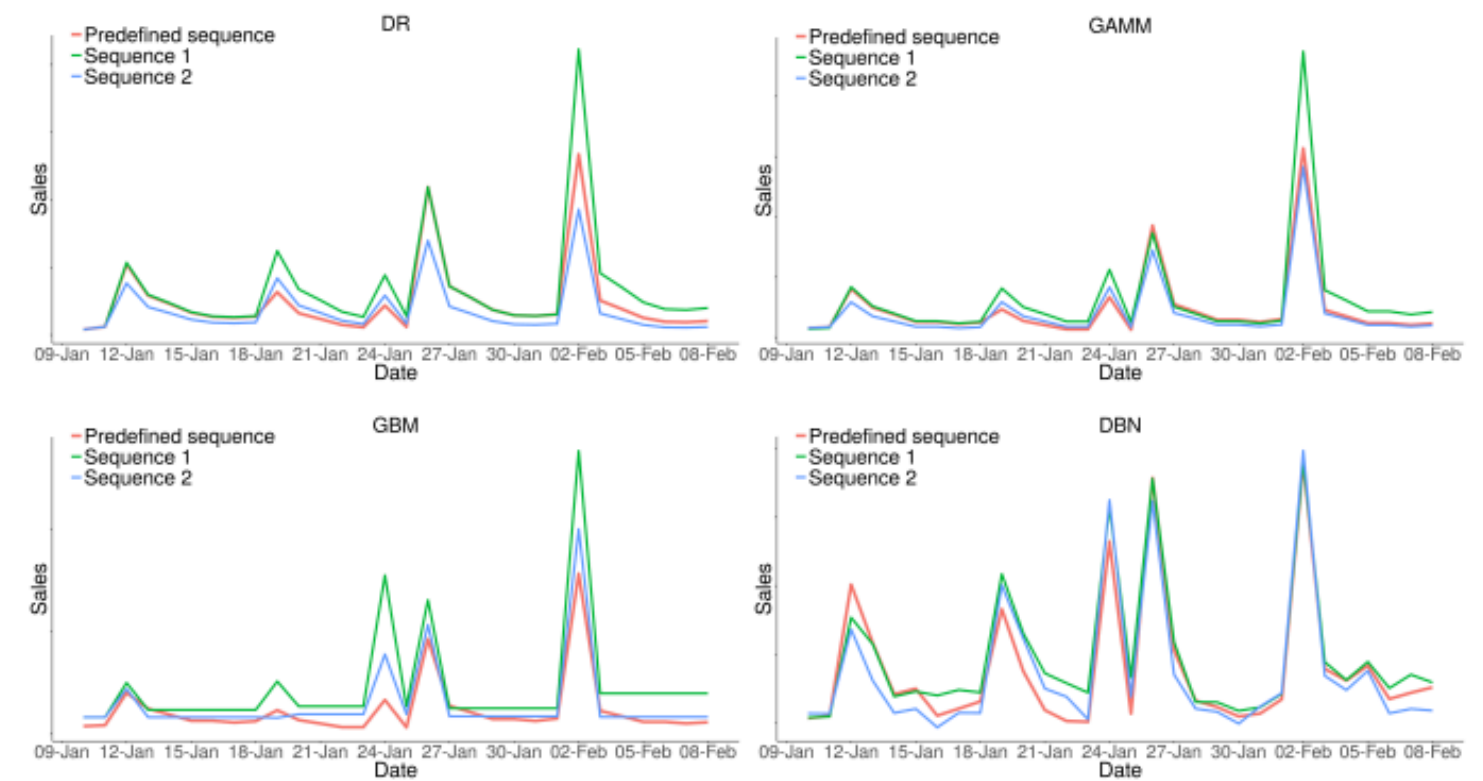 DR
Predefined sequence
Sequence 1
Sequence 2
Sales
09-Jan 12-Jan 15-Jan 18-Jan 21-Jan 24-Jan 27-Jan 30-Jan 02-Feb 05-Feb 08-Feb
Date
GAMM
Predefined sequence
Sequence 1
Sequence 2
Sales
09-Jan 12-Jan 15-Jan 18-Jan 21-Jan 24-Jan 27-Jan 30-Jan 02-Feb 05-Feb 08-Feb
Date
GBM
Predefined sequence
Sequence 1
Sequence 2
Sales
09-Jan 12-Jan 15-Jan 18-Jan 21-Jan 24-Jan 27-Jan 30-Jan 02-Feb 05-Feb 08-Feb
Date
DBN
Predefined sequence
Sequence 1
Sequence 2
Sales
09-Jan 12-Jan 15-Jan 18-Jan 21-Jan 24-Jan 27-Jan 30-Jan 02-Feb 05-Feb 08-Feb
Date